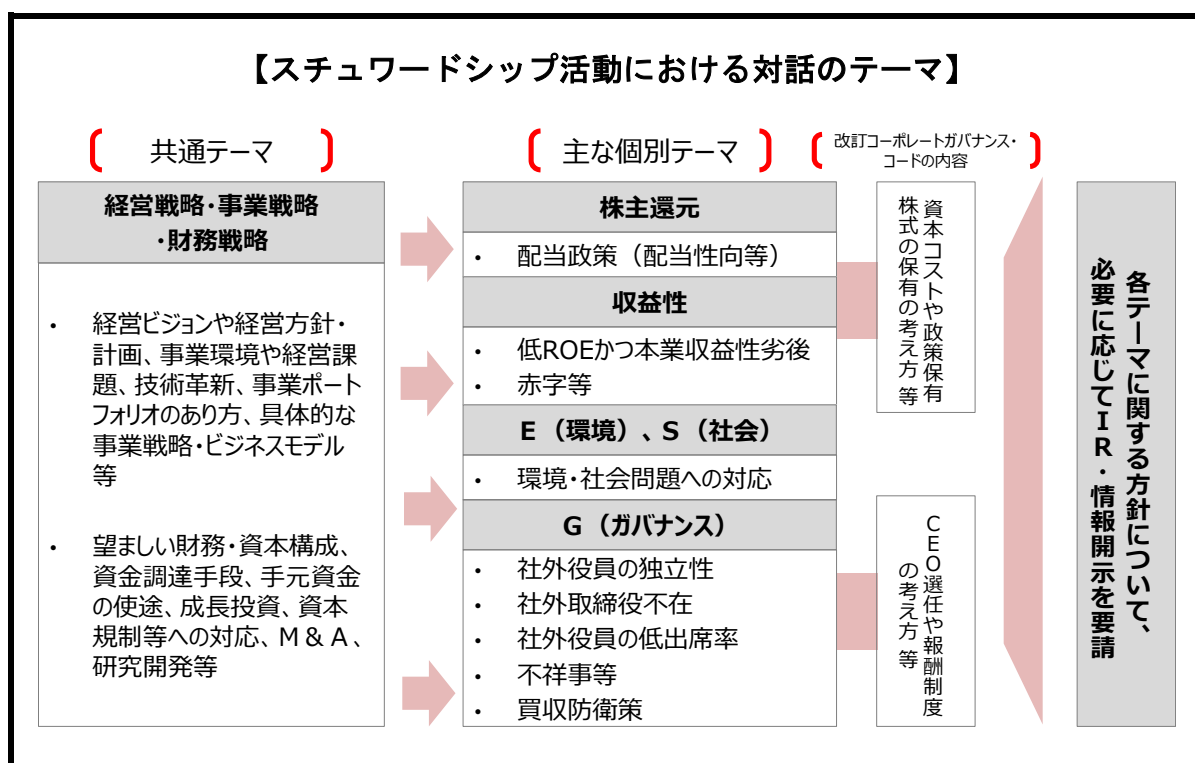 【スチュワードシップ活動における対話のテーマ】
共通テーマ
経営戦略・事業戦略
・財務戦略
・ 経営ビジョンや経営方針・
計画、事業環境や経営課
題、技術革新、事業ポート
フォリオのあり方、具体的な
事業戦略・ビジネスモデル
等
・ 望ましい財務・資本構成、
資金調達手段、手元資金
の使途、成長投資、資本
規制等への対応、M & A、
研究開発等
主な個別テーマ
株主還元
・ 配当政策（配当性向等）
収益性
・ 低ROEかつ本業収益性劣後
・ 赤字等
E（環境）、S（社会）
・ 環境・社会問題への対応
G（ガバナンス）
・ 社外役員の独立性
・ 社外取締役不在
・ 社外役員の低出席率
・ 不祥事等
・ 買収防衛策
改訂コーポレートガバナンス・
コードの内容
資本コストや政策保有
株式の保有の考え方 等
CEO選任や報酬制度
の考え方 等
各テーマに関する方針について、
必要に応じてIR・情報開示を要請